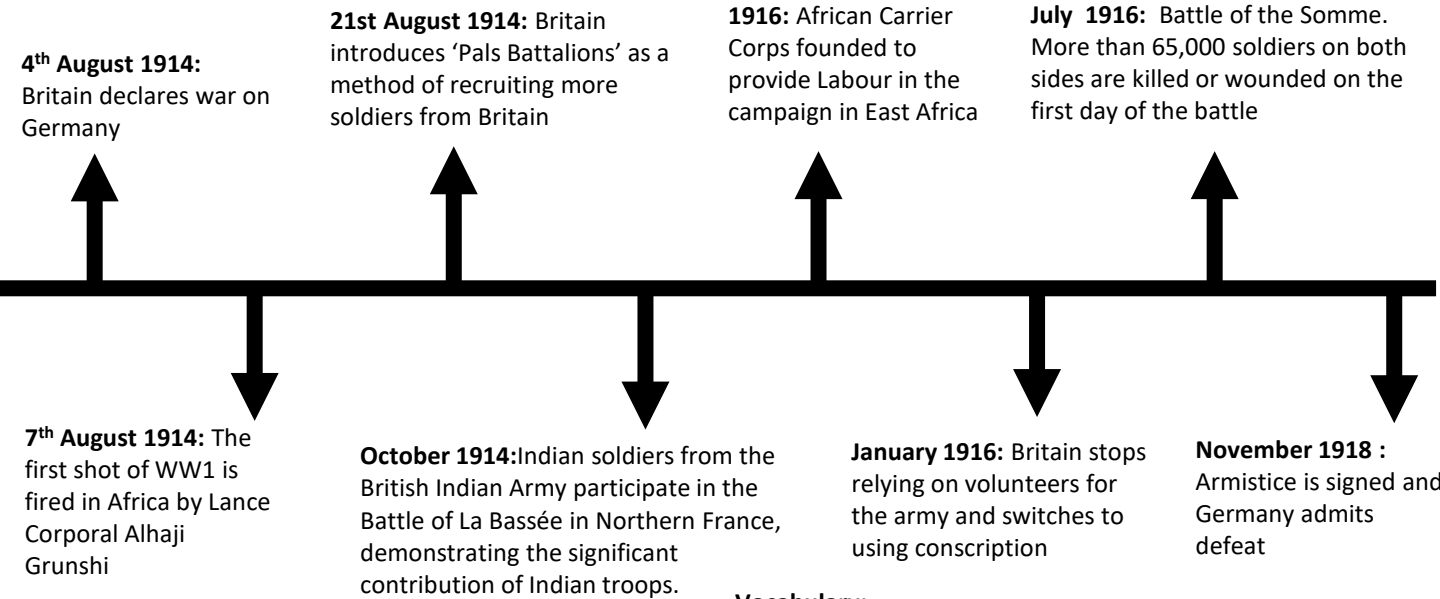 4th August 1914:
Britain declares war on
Germany
21st August 1914: Britain
introduces ‘Pals Battalions’ as a
method of recruiting more
soldiers from Britain
1916: African Carrier
Corps founded to
provide Labour in the
campaign in East Africa
July 1916: Battle of the Somme.
More than 65,000 soldiers on both
sides are killed or wounded on the
first day of the battle
7th August 1914: The
first shot of WW1 is
fired in Africa by Lance
Corporal Alhaji
Grunshi
October 1914:Indian soldiers from the
British Indian Army participate in the
Battle of La Bassée in Northern France,
demonstrating the significant
contribution of Indian troops.
January 1916: Britain stops
relying on volunteers for
the army and switches to
using conscription
November 1918 :
Armistice is signed and
Germany admits
defeat
Vocabulary: